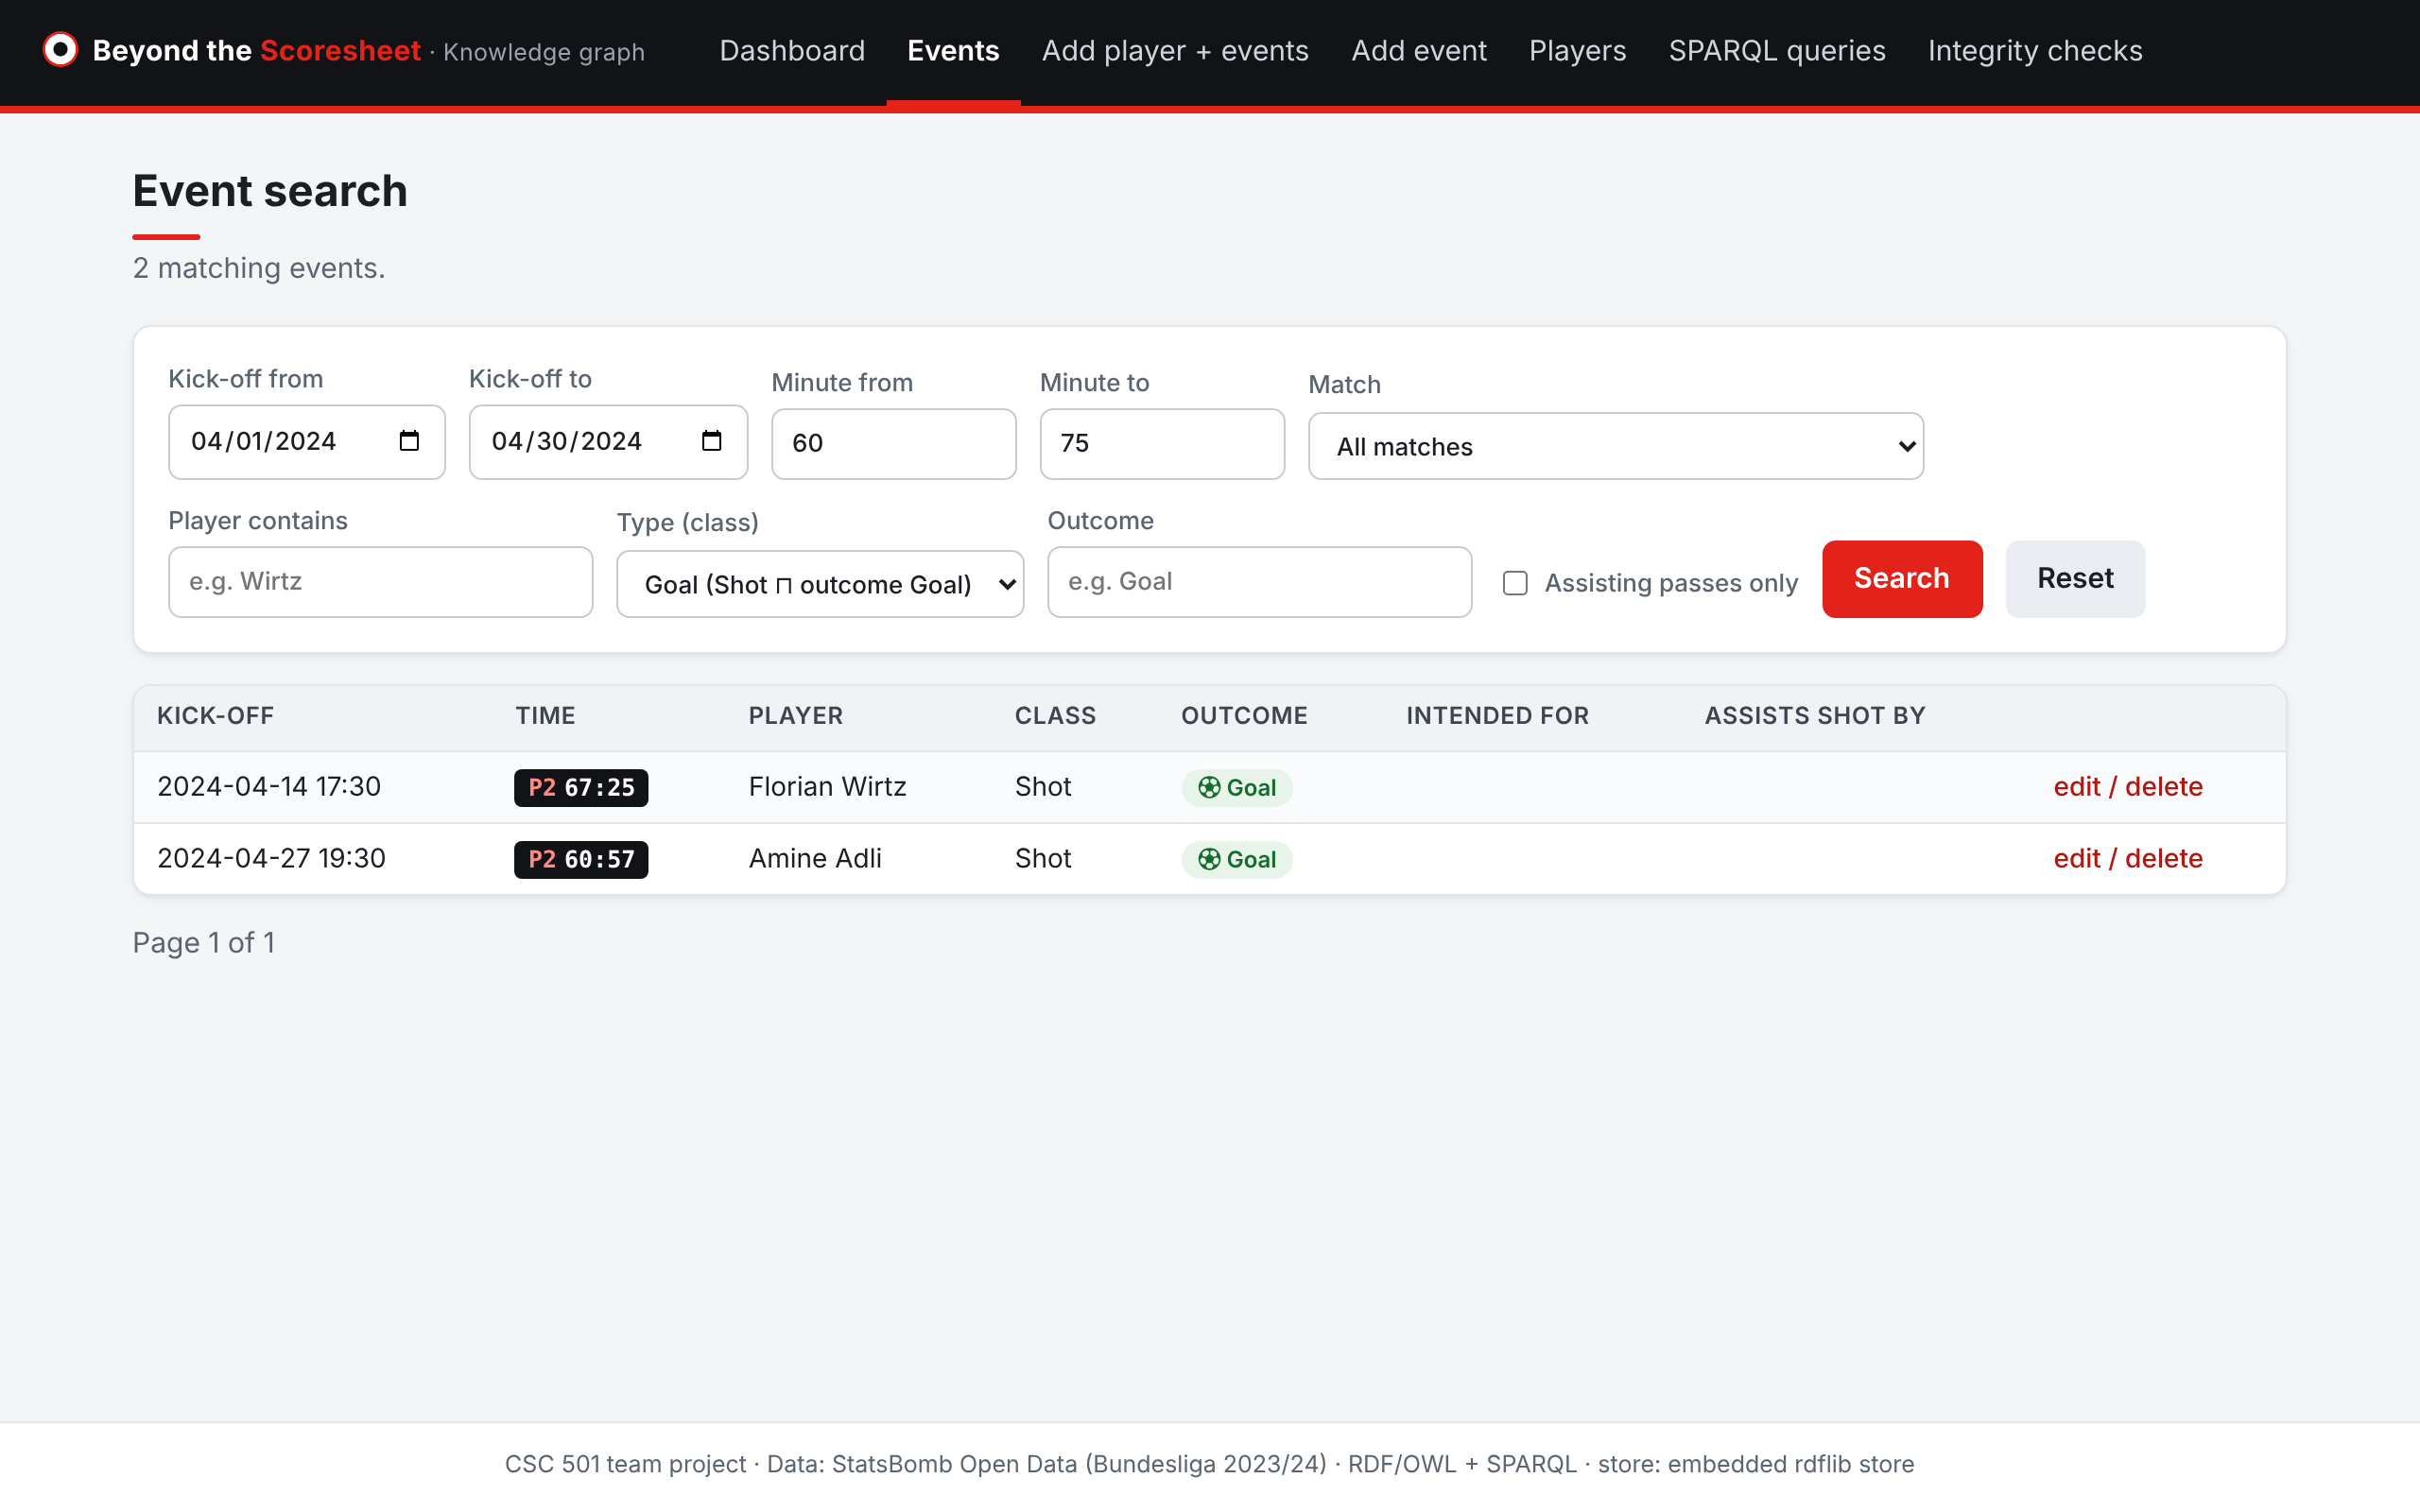 Beyond the Scoresheet · Knowledge graph Dashboard Events Add player + events Add event Players SPARQL queries Integrity checks
Event search
2 matching events.
Kick-off from Kick-off to Minute from Minute to Match
04/01/2024 04/30/2024 60 75 All matches
Player contains Type (class) Outcome
e.g. Wirtz Goal (Shot ⊓ outcome Goal) e.g. Goal Assisting passes only Search Reset
KICK-OFF TIME PLAYER CLASS OUTCOME INTENDED FOR ASSISTS SHOT BY
2024-04-14 17:30 P2 67:25 Florian Wirtz Shot Goal edit / delete
2024-04-27 19:30 P2 60:57 Amine Adli Shot Goal edit / delete
Page 1 of 1
CSC 501 team project · Data: StatsBomb Open Data (Bundesliga 2023/24) · RDF/OWL + SPARQL · store: embedded rdflib store